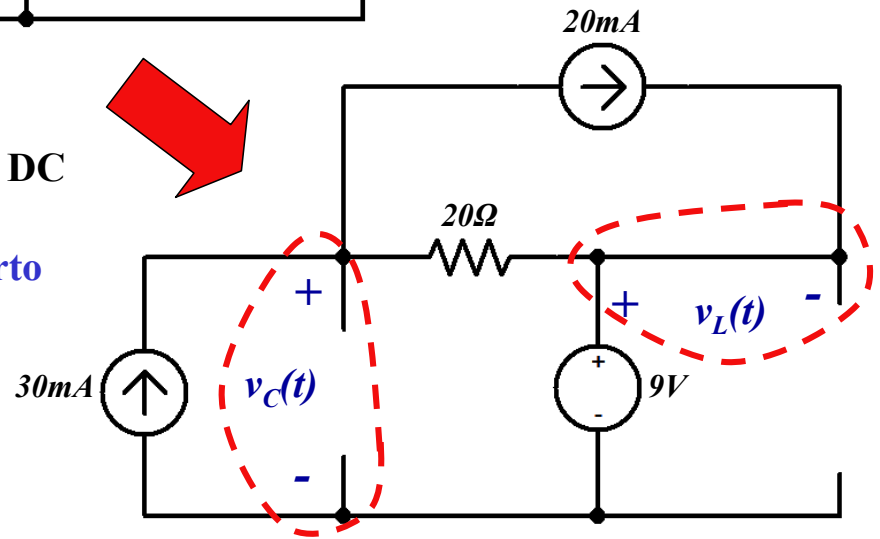 20mA
DC
20Ω
rto
+
+
-
v_L(t)
30mA
v_C(t)
+
9V
-
-